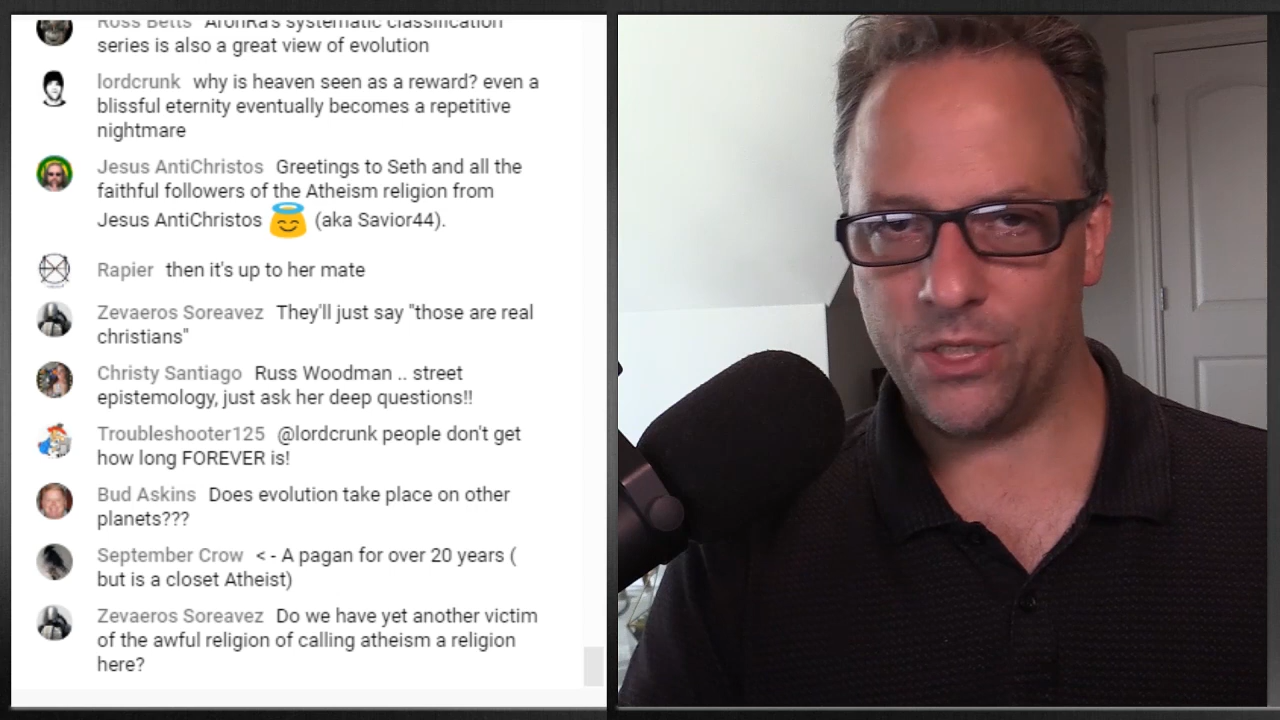 Ross Betts AronRa's systematic classification
series is also a great view of evolution
lordcrunk why is heaven seen as a reward? even a
blissful eternity eventually becomes a repetitive
nightmare
Jesus AntiChristos Greetings to Seth and all the
faithful followers of the Atheism religion from
Jesus AntiChristos 😇 (aka Savior44).
Rapier then it's up to her mate
Zevaeros Soreavez They'll just say "those are real
christians"
Christy Santiago Russ Woodman .. street
epistemology, just ask her deep questions!!
Troubleshooter125 @lordcrunk people don't get
how long FOREVER is!
Bud Askins Does evolution take place on other
planets???
September Crow < - A pagan for over 20 years (
but is a closet Atheist)
Zevaeros Soreavez Do we have yet another victim
of the awful religion of calling atheism a religion
here?